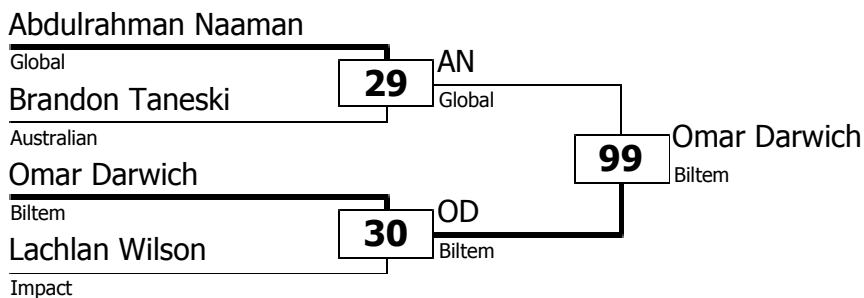 Abdulrahman Naaman
Global
29
AN
Global
Brandon Taneski
Australian
99
Omar Darwich
Biltem
Omar Darwich
Biltem
30
OD
Biltem
Lachlan Wilson
Impact